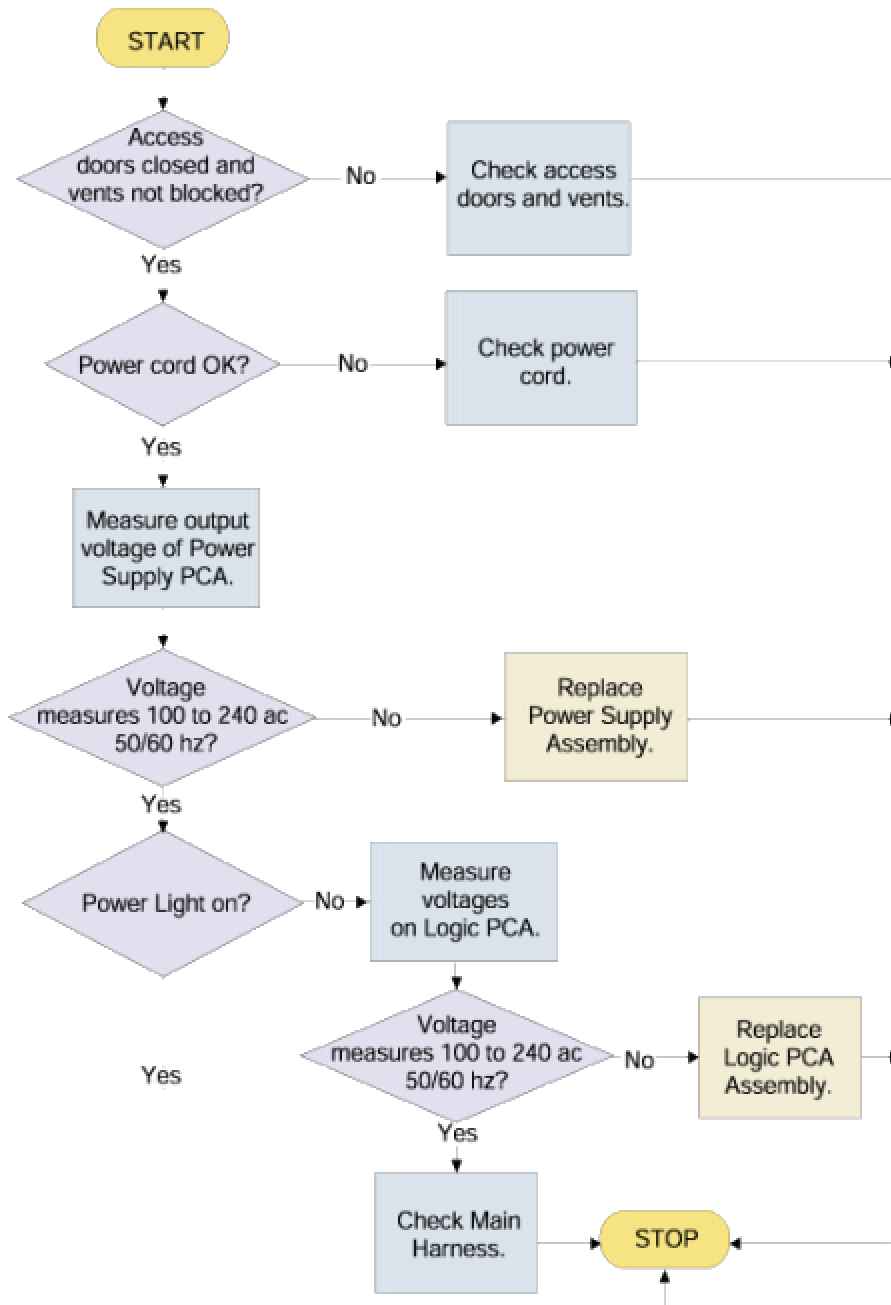 START
Access
doors closed and
vents not blocked?
No
Check access
doors and vents.
Yes
Power cord OK?
No
Check power
cord.
Yes
Measure output
voltage of Power
Supply PCA.
Voltage
measures 100 to 240 ac
50/60 hz?
No
Replace
Power Supply
Assembly.
Yes
Power Light on?
No
Measure
voltages
on Logic PCA.
Voltage
measures 100 to 240 ac
50/60 hz?
No
Replace
Logic PCA
Assembly.
Yes
Yes
Check Main
Harness.
STOP